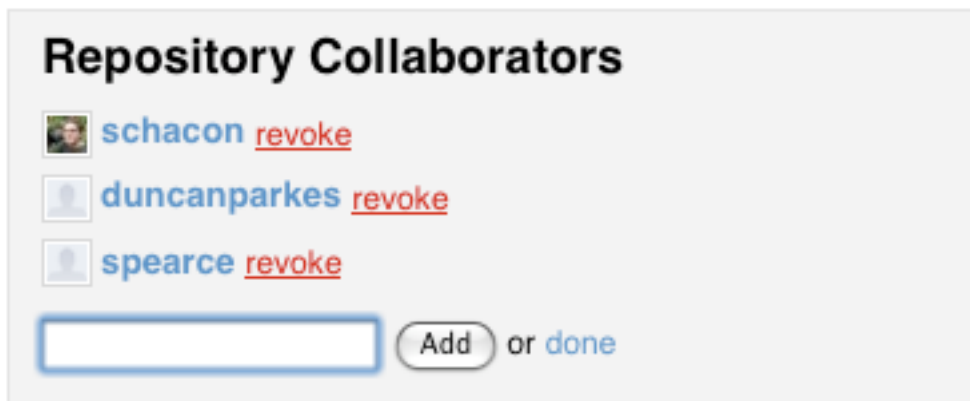 Repository Collaborators
schacon revoke
duncanparkes revoke
spearce revoke
Add or done